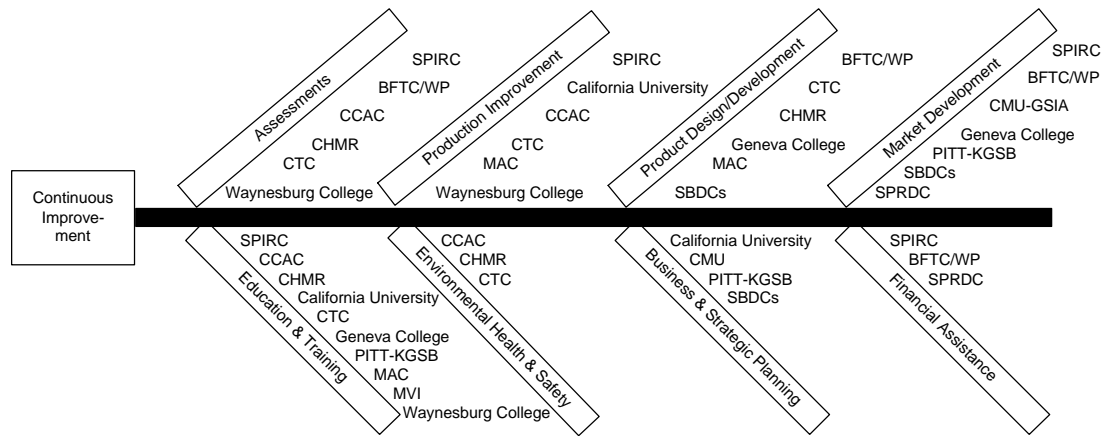 Continuous
Improve-
ment
Assessments
SPIRC
BFTC/WP
CCAC
CHMR
CTC
Waynesburg College
Production Improvement
SPIRC
California University
CCAC
CTC
MAC
Waynesburg College
Product Design/Development
BFTC/WP
CTC
CHMR
Geneva College
MAC
SBDCs
Market Development
SPIRC
BFTC/WP
CMU-GSIA
Geneva College
PITT-KGSB
SBDCs
SPRDC
Education & Training
SPIRC
CCAC
CHMR
California University
CTC
Geneva College
PITT-KGSB
MAC
MVI
Waynesburg College
Environmental Health & Safety
CCAC
CHMR
CTC
Business & Strategic Planning
California University
CMU
PITT-KGSB
SBDCs
Financial Assistance
SPIRC
BFTC/WP
SPRDC